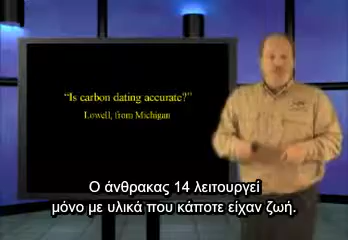 “Is carbon dating accurate?”
Lowell, from Michigan
Ο άνθρακας 14 λειτουργεί
μόνο με υλικά που κάποτε είχαν ζωή.